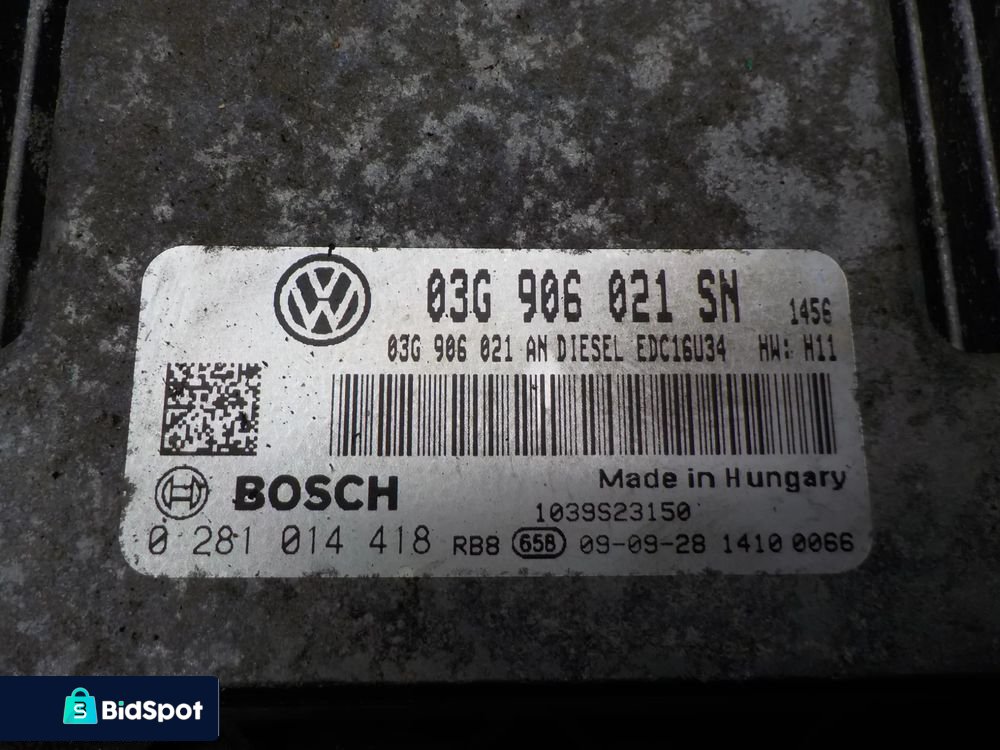 03G 906 021 SN 1456
03G 906 021 AN DIESEL EDC16U34 HW: H11
Made in Hungary
BOSCH
1039S23150
0 281 014 418 RB8 658 09-09-28 1410 0066
BidSpot